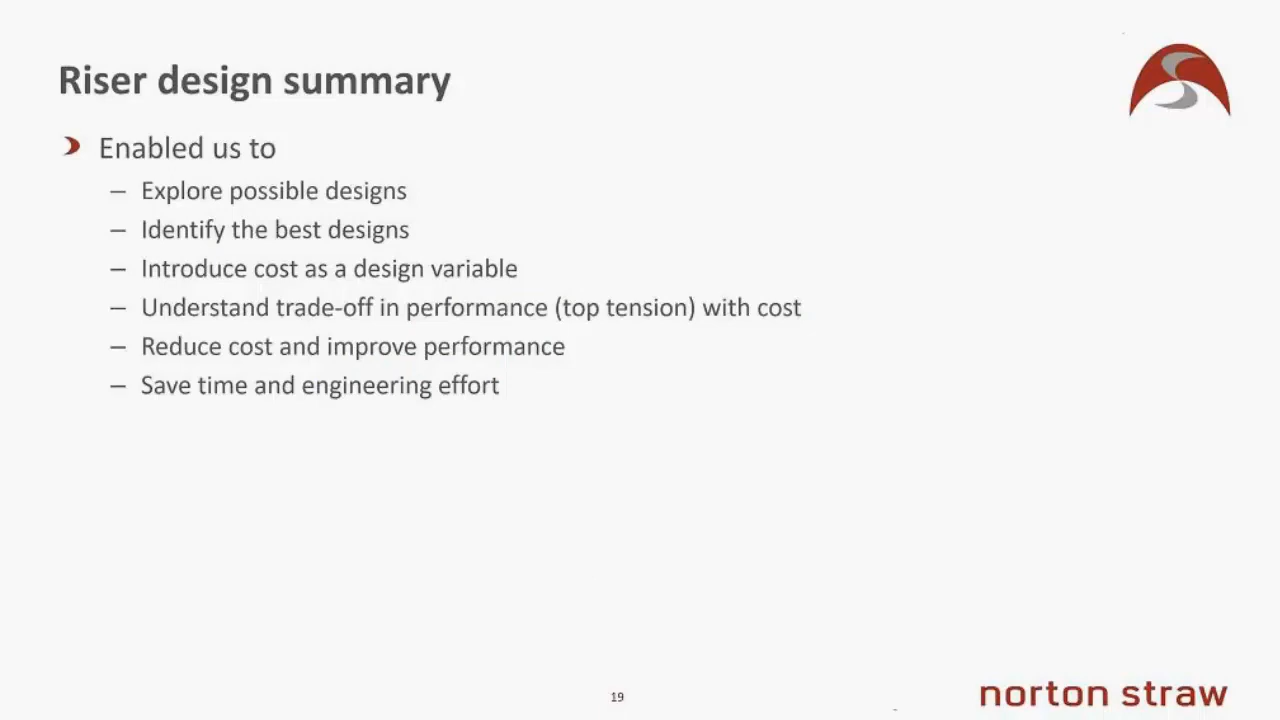 Riser design summary
Enabled us to
– Explore possible designs
– Identify the best designs
– Introduce cost as a design variable
– Understand trade-off in performance (top tension) with cost
– Reduce cost and improve performance
– Save time and engineering effort
19
norton straw